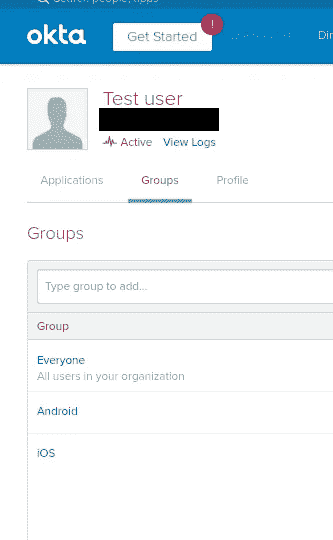 Search people, apps
okta
Get Started
!
Dir
Test user
Active View Logs
Applications Groups Profile
Groups
Type group to add...
Group
Everyone
All users in your organization
Android
iOS